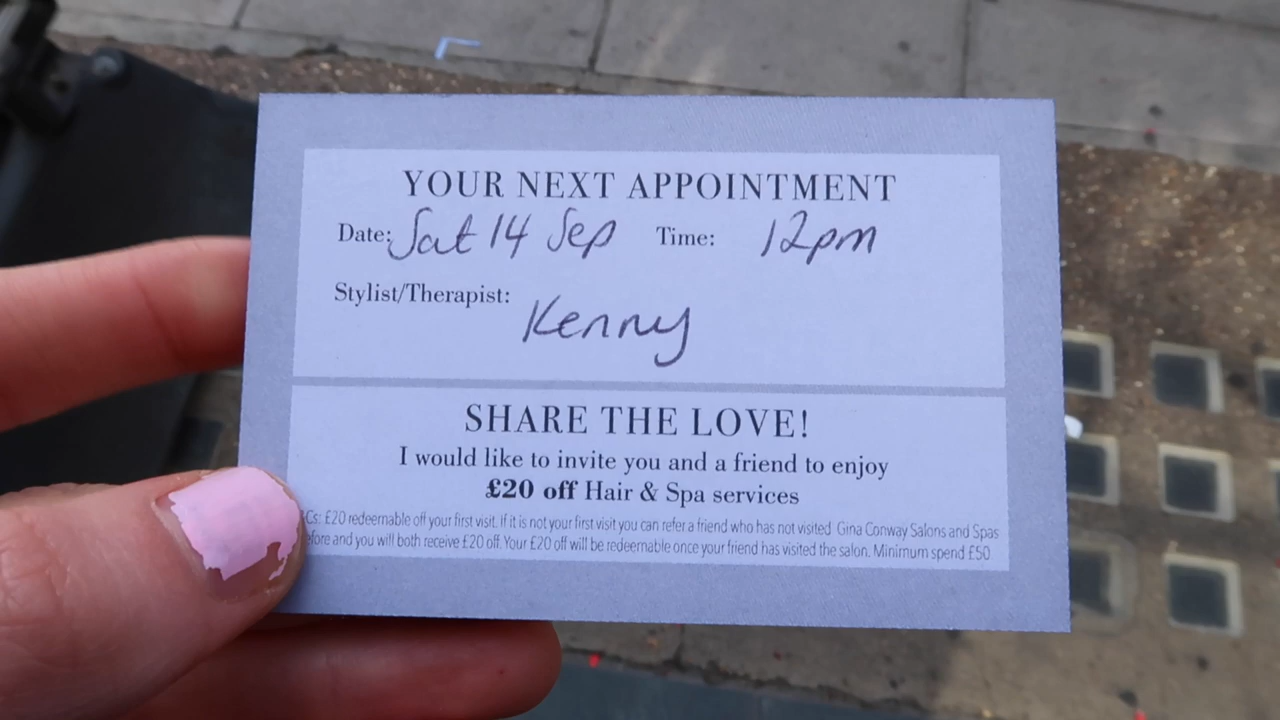 YOUR NEXT APPOINTMENT
Date: Sat 14 Sep Time: 12pm
Stylist/Therapist: Kenny
SHARE THE LOVE!
I would like to invite you and a friend to enjoy
£20 off Hair & Spa services
Cs: £20 redeemable off your first visit. If it is not your first visit you can refer a friend who has not visited Gina Conway Salons and Spas
efore and you will both receive £20 off. Your £20 off will be redeemable once your friend has visited the salon. Minimum spend £50